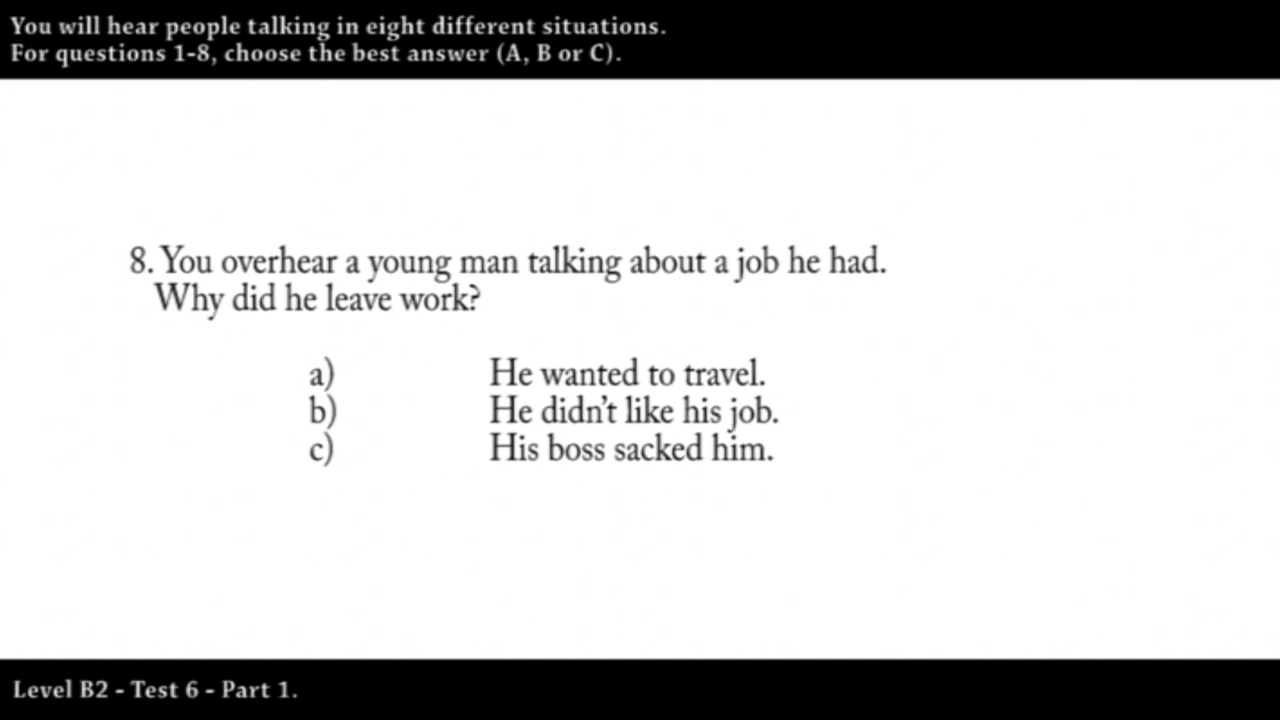 You will hear people talking in eight different situations.
For questions 1-8, choose the best answer (A, B or C).
8. You overhear a young man talking about a job he had.
Why did he leave work?
a) He wanted to travel.
b) He didn't like his job.
c) His boss sacked him.
Level B2 - Test 6 - Part 1.